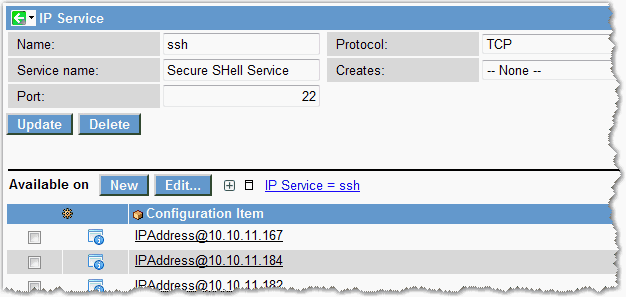 IP Service
Name: ssh Protocol: TCP
Service name: Secure SHell Service Creates: -- None --
Port: 22
Update Delete
Available on New Edit... IP Service = ssh
Configuration Item
IPAddress@10.10.11.167
IPAddress@10.10.11.184
IPAddress@10.10.11.182